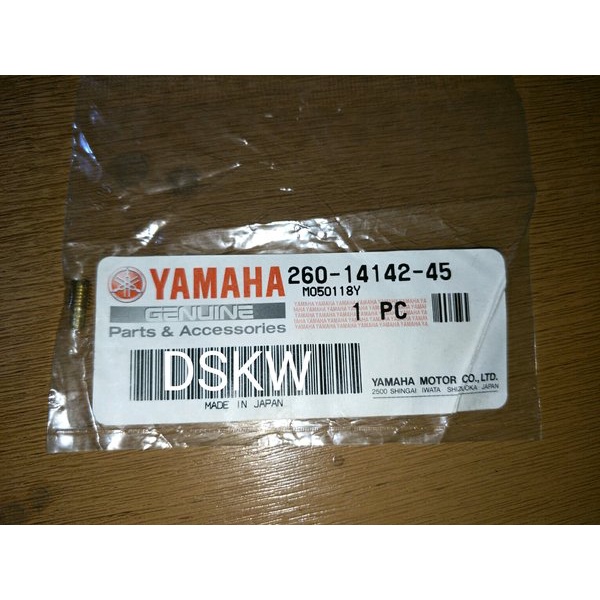 YAMAHA 260-14142-45
M050118Y
GENUINE
Parts & Accessories
1 PC
DSKW
MADE IN JAPAN
YAMAHA MOTOR CO., LTD.
2500 SHINGAI IWATA SHIZUOKA JAPAN